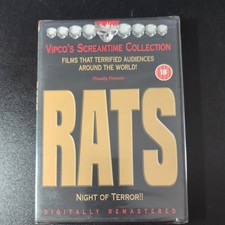 Vipco's Screamtime Collection
Films that terrified audiences
around the world!
Proudly Presents
18
RATS
Night of Terror!!
DIGITALLY REMASTERED